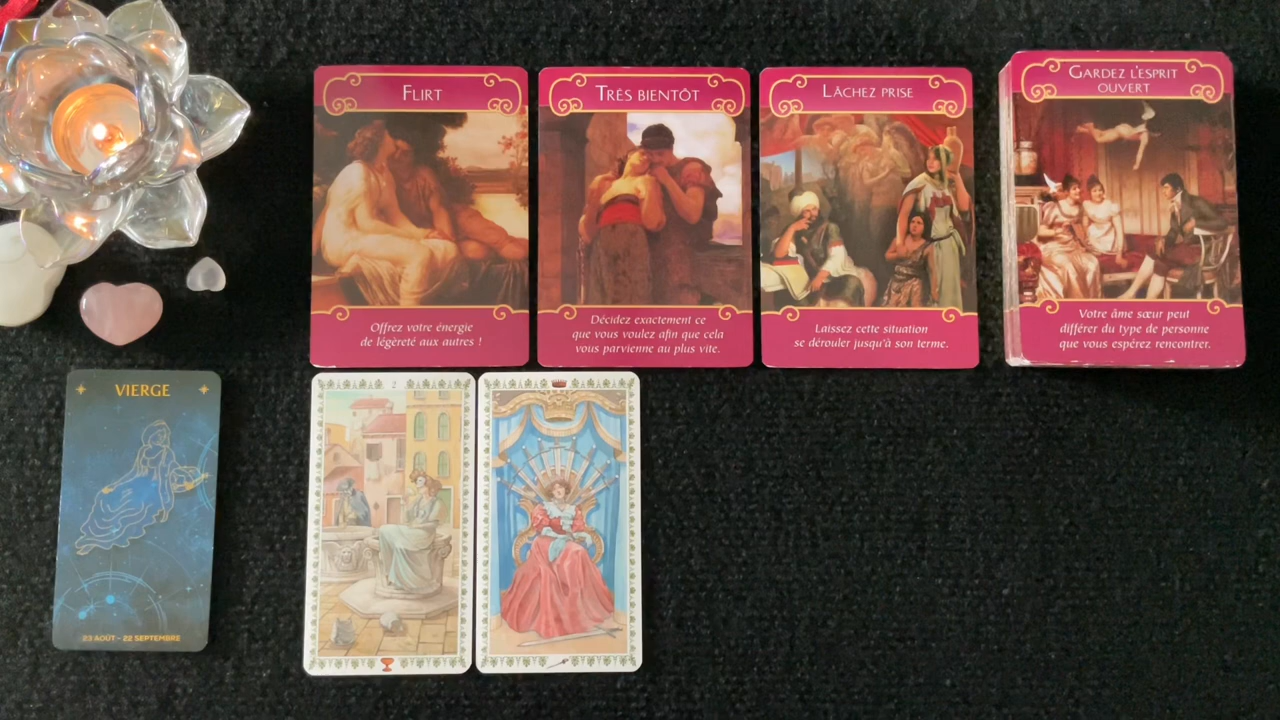 FLIRT
Offrez votre énergie
de légèreté aux autres !
TRÈS BIENTÔT
Décidez exactement ce
que vous voulez afin que cela
vous parvienne au plus vite.
LÂCHEZ PRISE
Laissez cette situation
se dérouler jusqu'à son terme.
GARDEZ L'ESPRIT
OUVERT
Votre âme sœur peut
différer du type de personne
que vous espérez rencontrer.
VIERGE
23 AOÛT - 22 SEPTEMBRE
2